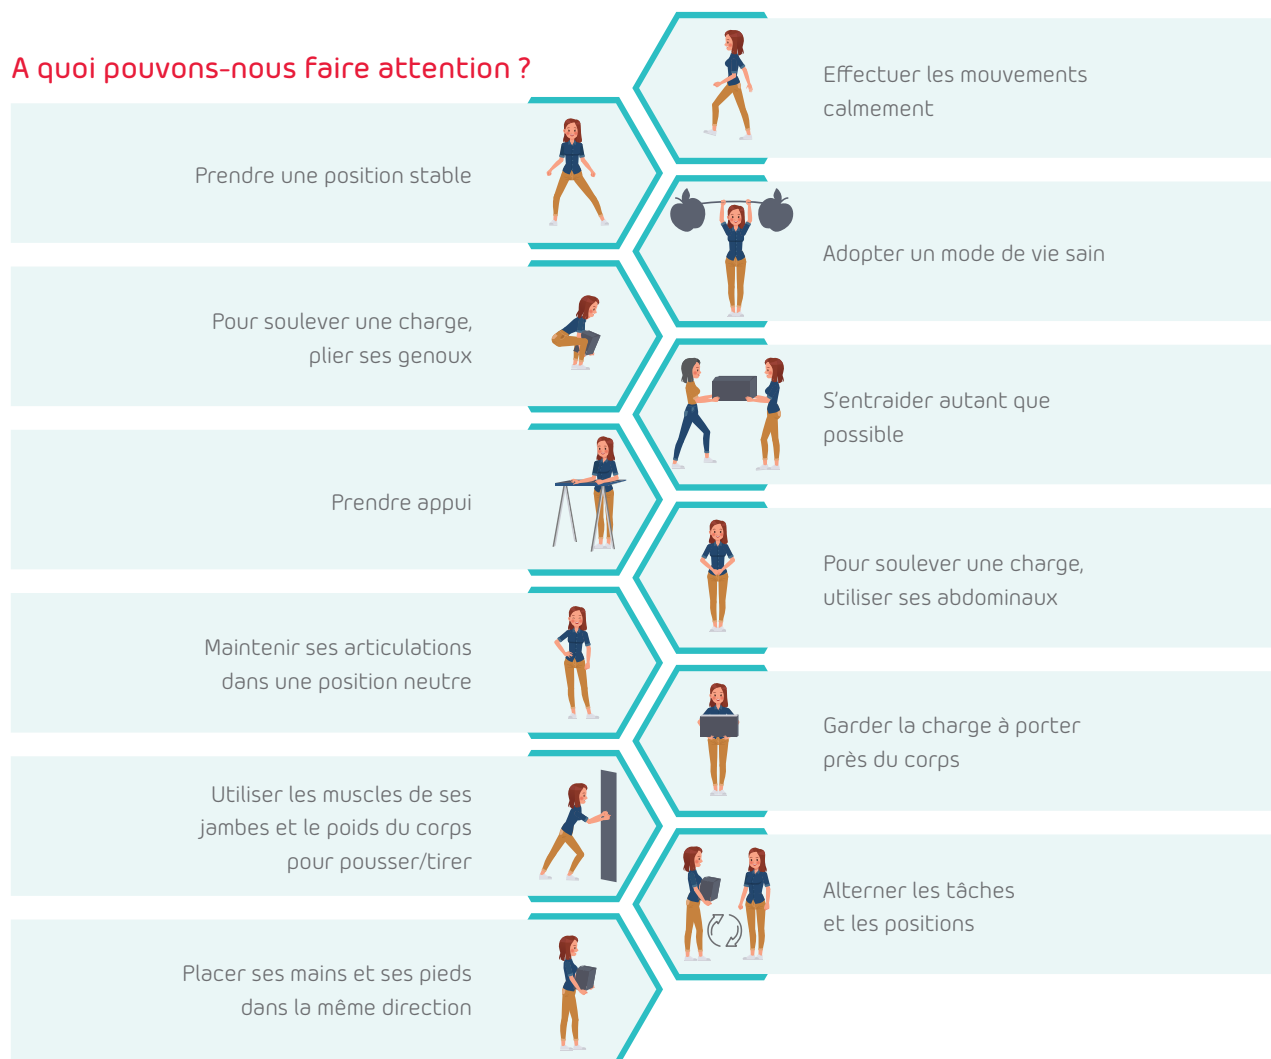 A quoi pouvons-nous faire attention ?
Prendre une position stable
Pour soulever une charge,
plier ses genoux
Prendre appui
Maintenir ses articulations
dans une position neutre
Utiliser les muscles de ses
jambes et le poids du corps
pour pousser/tirer
Placer ses mains et ses pieds
dans la même direction
Effectuer les mouvements
calmement
Adopter un mode de vie sain
S'entraider autant que
possible
Pour soulever une charge,
utiliser ses abdominaux
Garder la charge à porter
près du corps
Alterner les tâches
et les positions